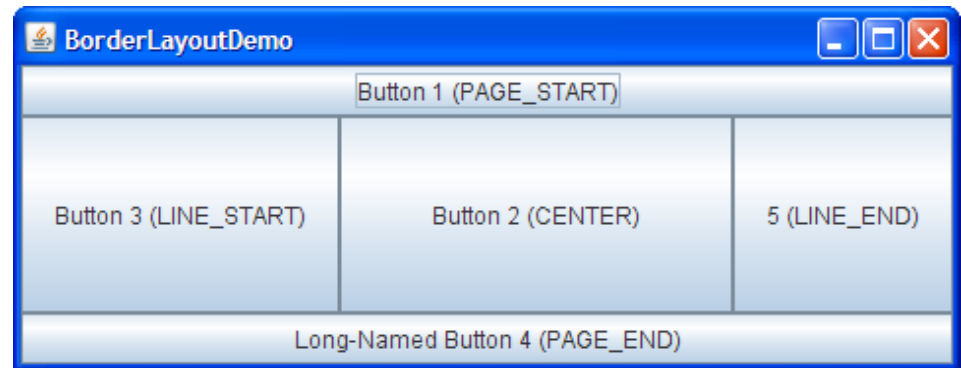 BorderLayoutDemo
Button 1 (PAGE_START)
Button 3 (LINE_START)
Button 2 (CENTER)
5 (LINE_END)
Long-Named Button 4 (PAGE_END)